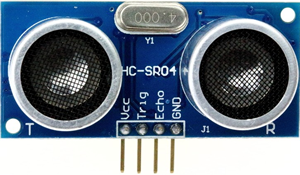 4.000
Y1
HC-SR04
Vcc
Trig
Echo
GND
T
J1
R